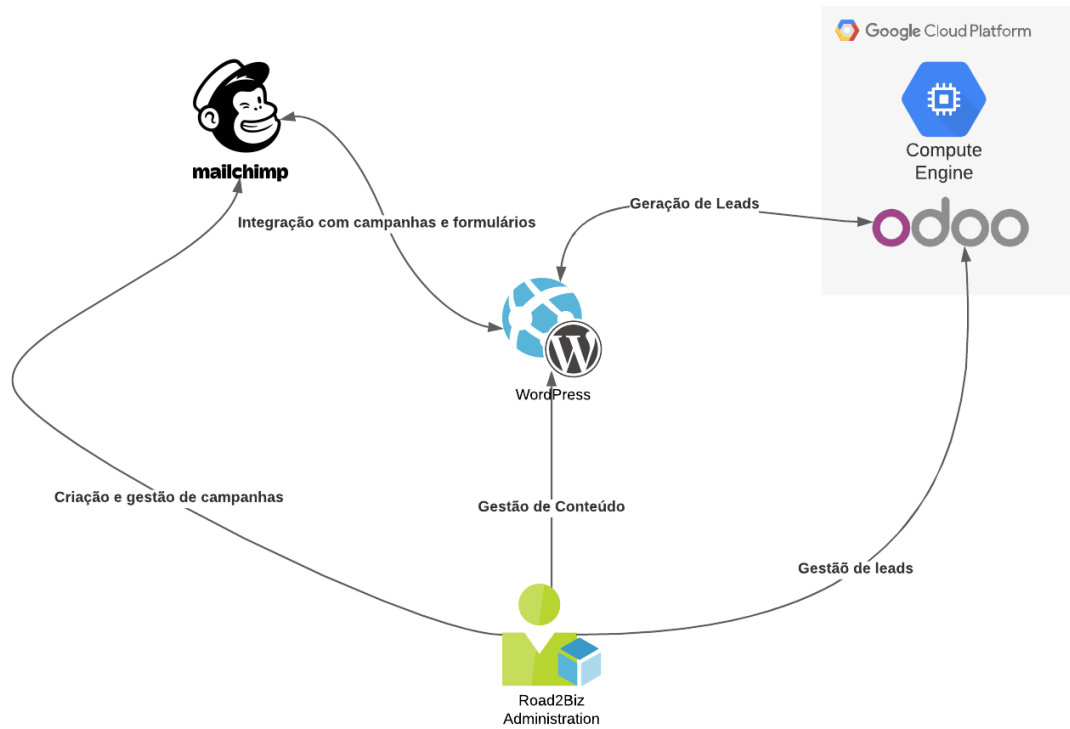 Google Cloud Platform
Compute
Engine
mailchimp
Integração com campanhas e formulários
Geração de Leads
odoo
W
WordPress
Criação e gestão de campanhas
Gestão de Conteúdo
Gestaõ de leads
Road2Biz
Administration